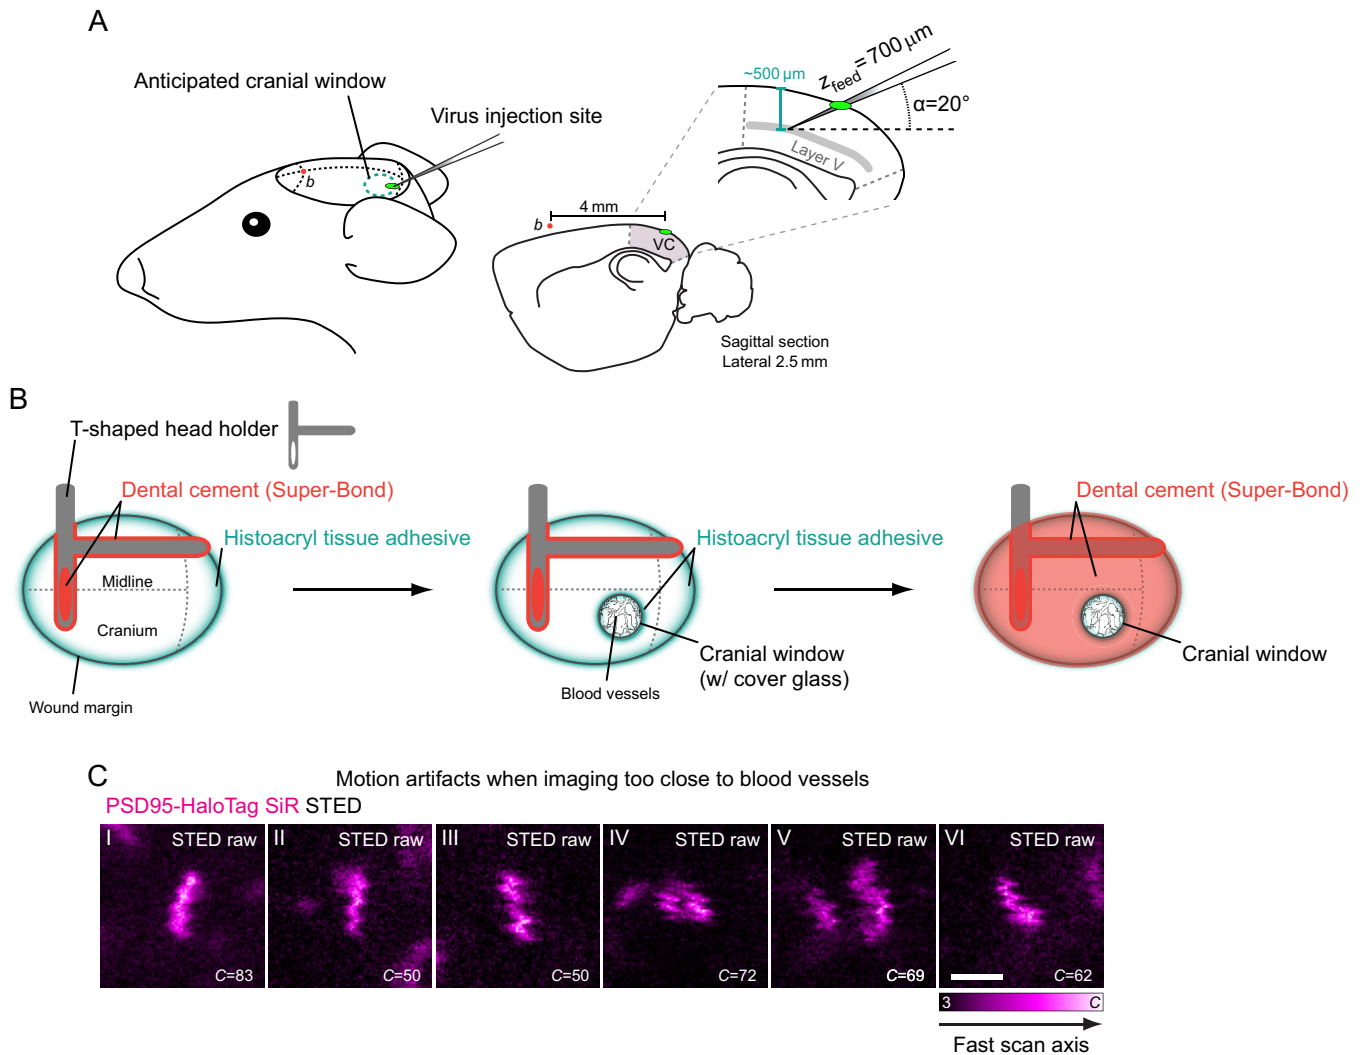 A
Anticipated cranial window
Virus injection site
b
~500 µm
z_feed = 700 µm
α=20°
Layer V
4 mm
b
VC
Sagittal section
Lateral 2.5 mm
B
T-shaped head holder
Dental cement (Super-Bond)
Histoacryl tissue adhesive
Midline
Cranium
Wound margin
Histoacryl tissue adhesive
Cranial window
(w/ cover glass)
Blood vessels
Dental cement (Super-Bond)
Cranial window
C
Motion artifacts when imaging too close to blood vessels
PSD95-HaloTag SiR STED
I STED raw
C=83
II STED raw
C=50
III STED raw
C=50
IV STED raw
C=72
V STED raw
C=69
VI STED raw
C=62
3 C
Fast scan axis